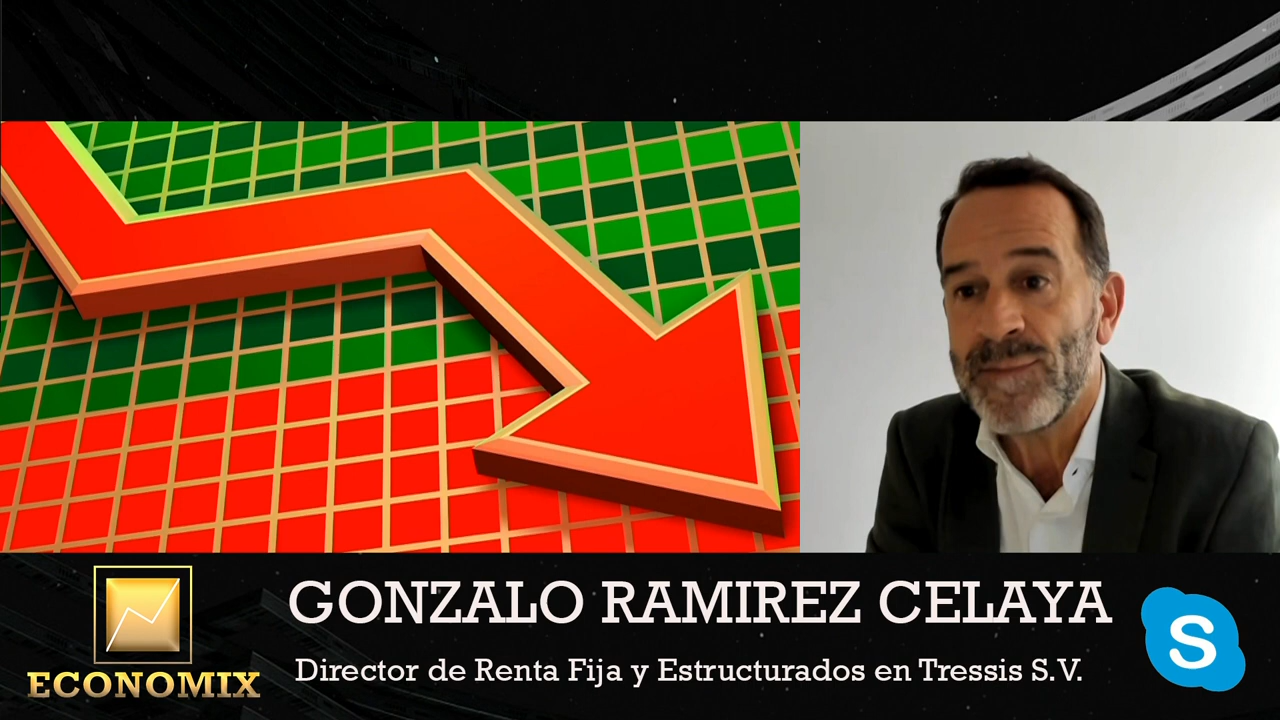 GONZALO RAMIREZ CELAYA
Director de Renta Fija y Estructurados en Tressis S.V.
ECONOMIX
S